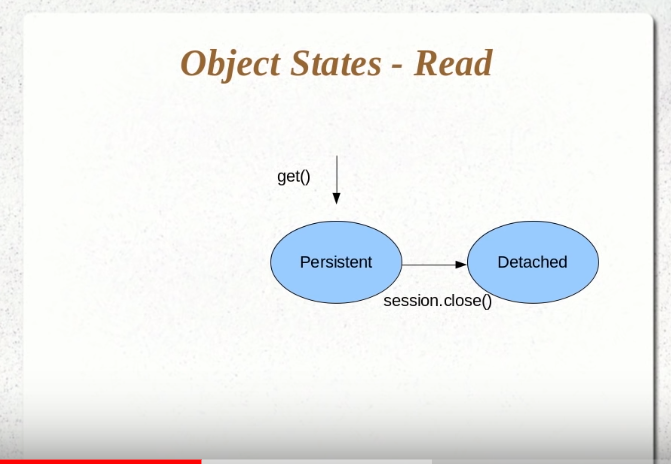 Object States - Read
get()
Persistent
Detached
session.close()